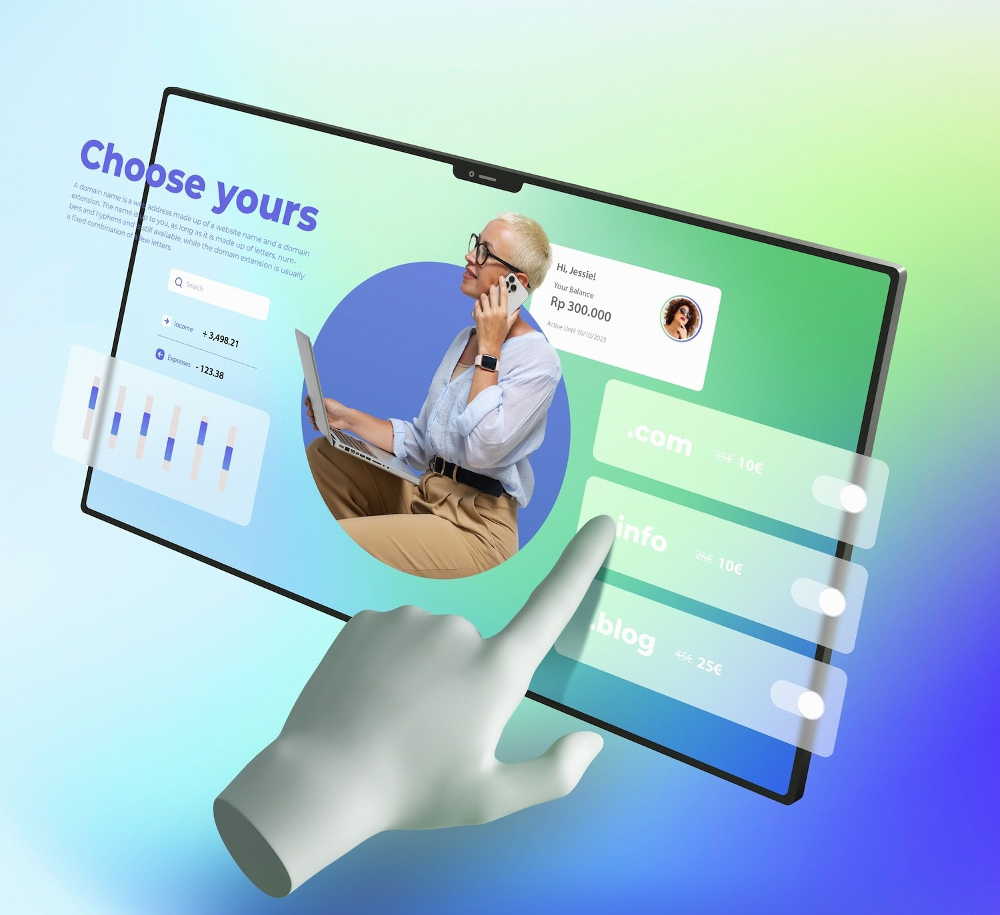 Choose yours
A domain name is a web address made up of a website name and a domain
extension. The name is up to you, as long as it is made up of letters, num-
bers and hyphens and is still available, while the domain extension is usually
a fixed combination of a few letters.
Search
income + 3,498.21
Expenses - 123.38
Hi, Jessie!
Your Balance
Rp 300.000
Active Until 30/10/2023
.com 25€ 10€
info 25€ 10€
.blog 45€ 25€